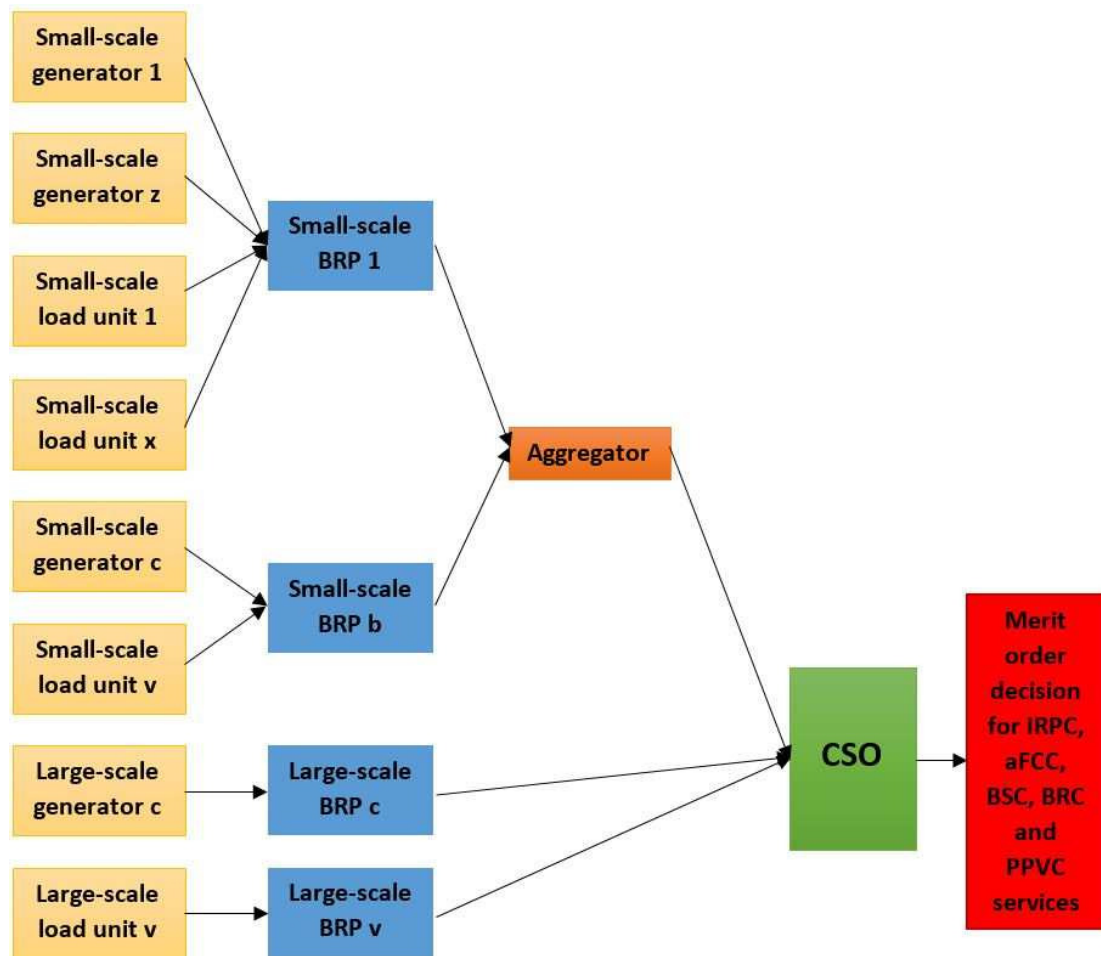 Small-scale
generator 1
Small-scale
generator z
Small-scale
load unit 1
Small-scale
load unit x
Small-scale
generator c
Small-scale
load unit v
Large-scale
generator c
Large-scale
load unit v
Small-scale
BRP 1
Small-scale
BRP b
Large-scale
BRP c
Large-scale
BRP v
Aggregator
CSO
Merit
order
decision
for IRPC,
aFCC,
BSC, BRC
and
PPVC
services